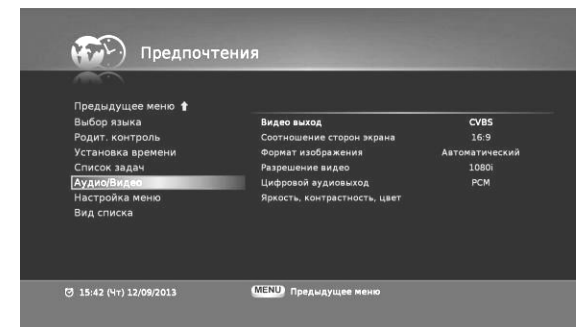 Предпочтения
Предыдущее меню ⬆
Выбор языка
Родит. контроль
Установка времени
Список задач
Аудио/Видео
Настройка меню
Вид списка
Видео выход CVBS
Соотношение сторон экрана 16:9
Формат изображения Автоматический
Разрешение видео 1080i
Цифровой аудиовыход PCM
Яркость, контрастность, цвет
15:42 (Чт) 12/09/2013 MENU Предыдущее меню